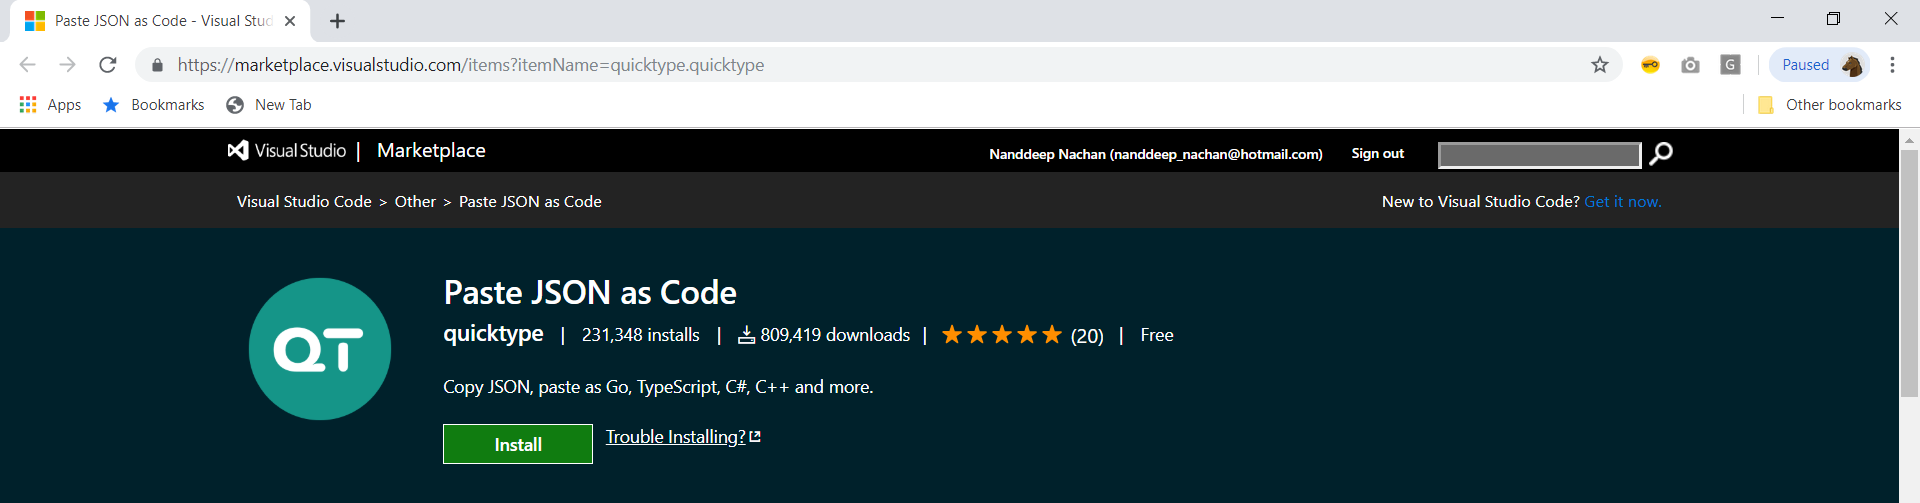 Paste JSON as Code - Visual Stud
https://marketplace.visualstudio.com/items?itemName=quicktype.quicktype
G
Paused
Apps
Bookmarks
New Tab
Other bookmarks
Visual Studio | Marketplace
Nanddeep Nachan (nanddeep_nachan@hotmail.com)
Sign out
Visual Studio Code > Other > Paste JSON as Code
New to Visual Studio Code? Get it now.
QT
Paste JSON as Code
quicktype | 231,348 installs | 809,419 downloads | (20) | Free
Copy JSON, paste as Go, TypeScript, C#, C++ and more.
Install
Trouble Installing?